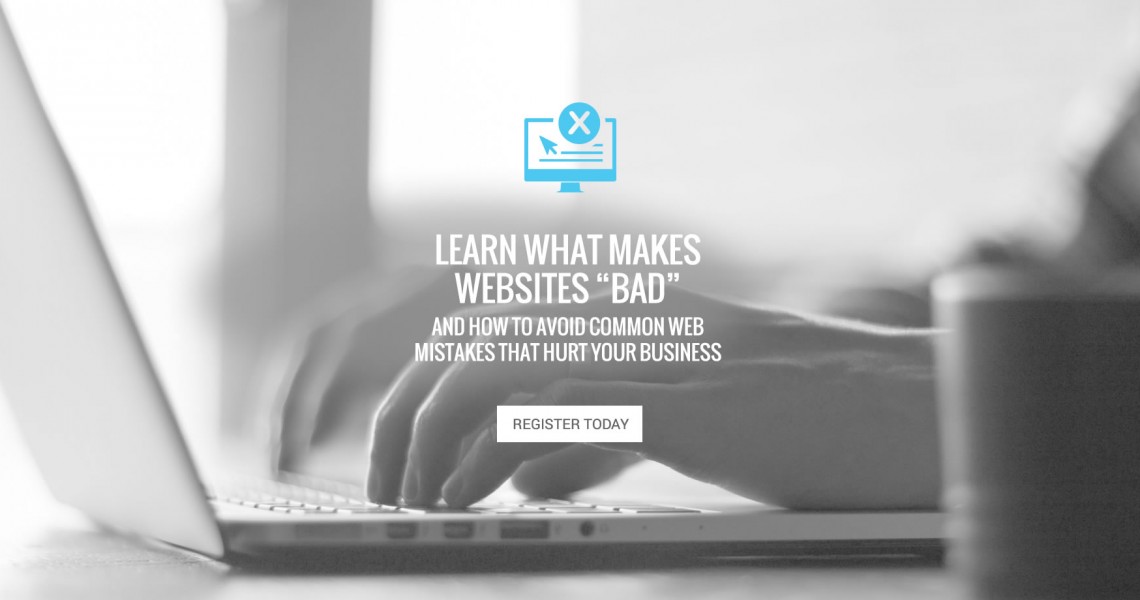 LEARN WHAT MAKES
WEBSITES “BAD”
AND HOW TO AVOID COMMON WEB
MISTAKES THAT HURT YOUR BUSINESS
REGISTER TODAY